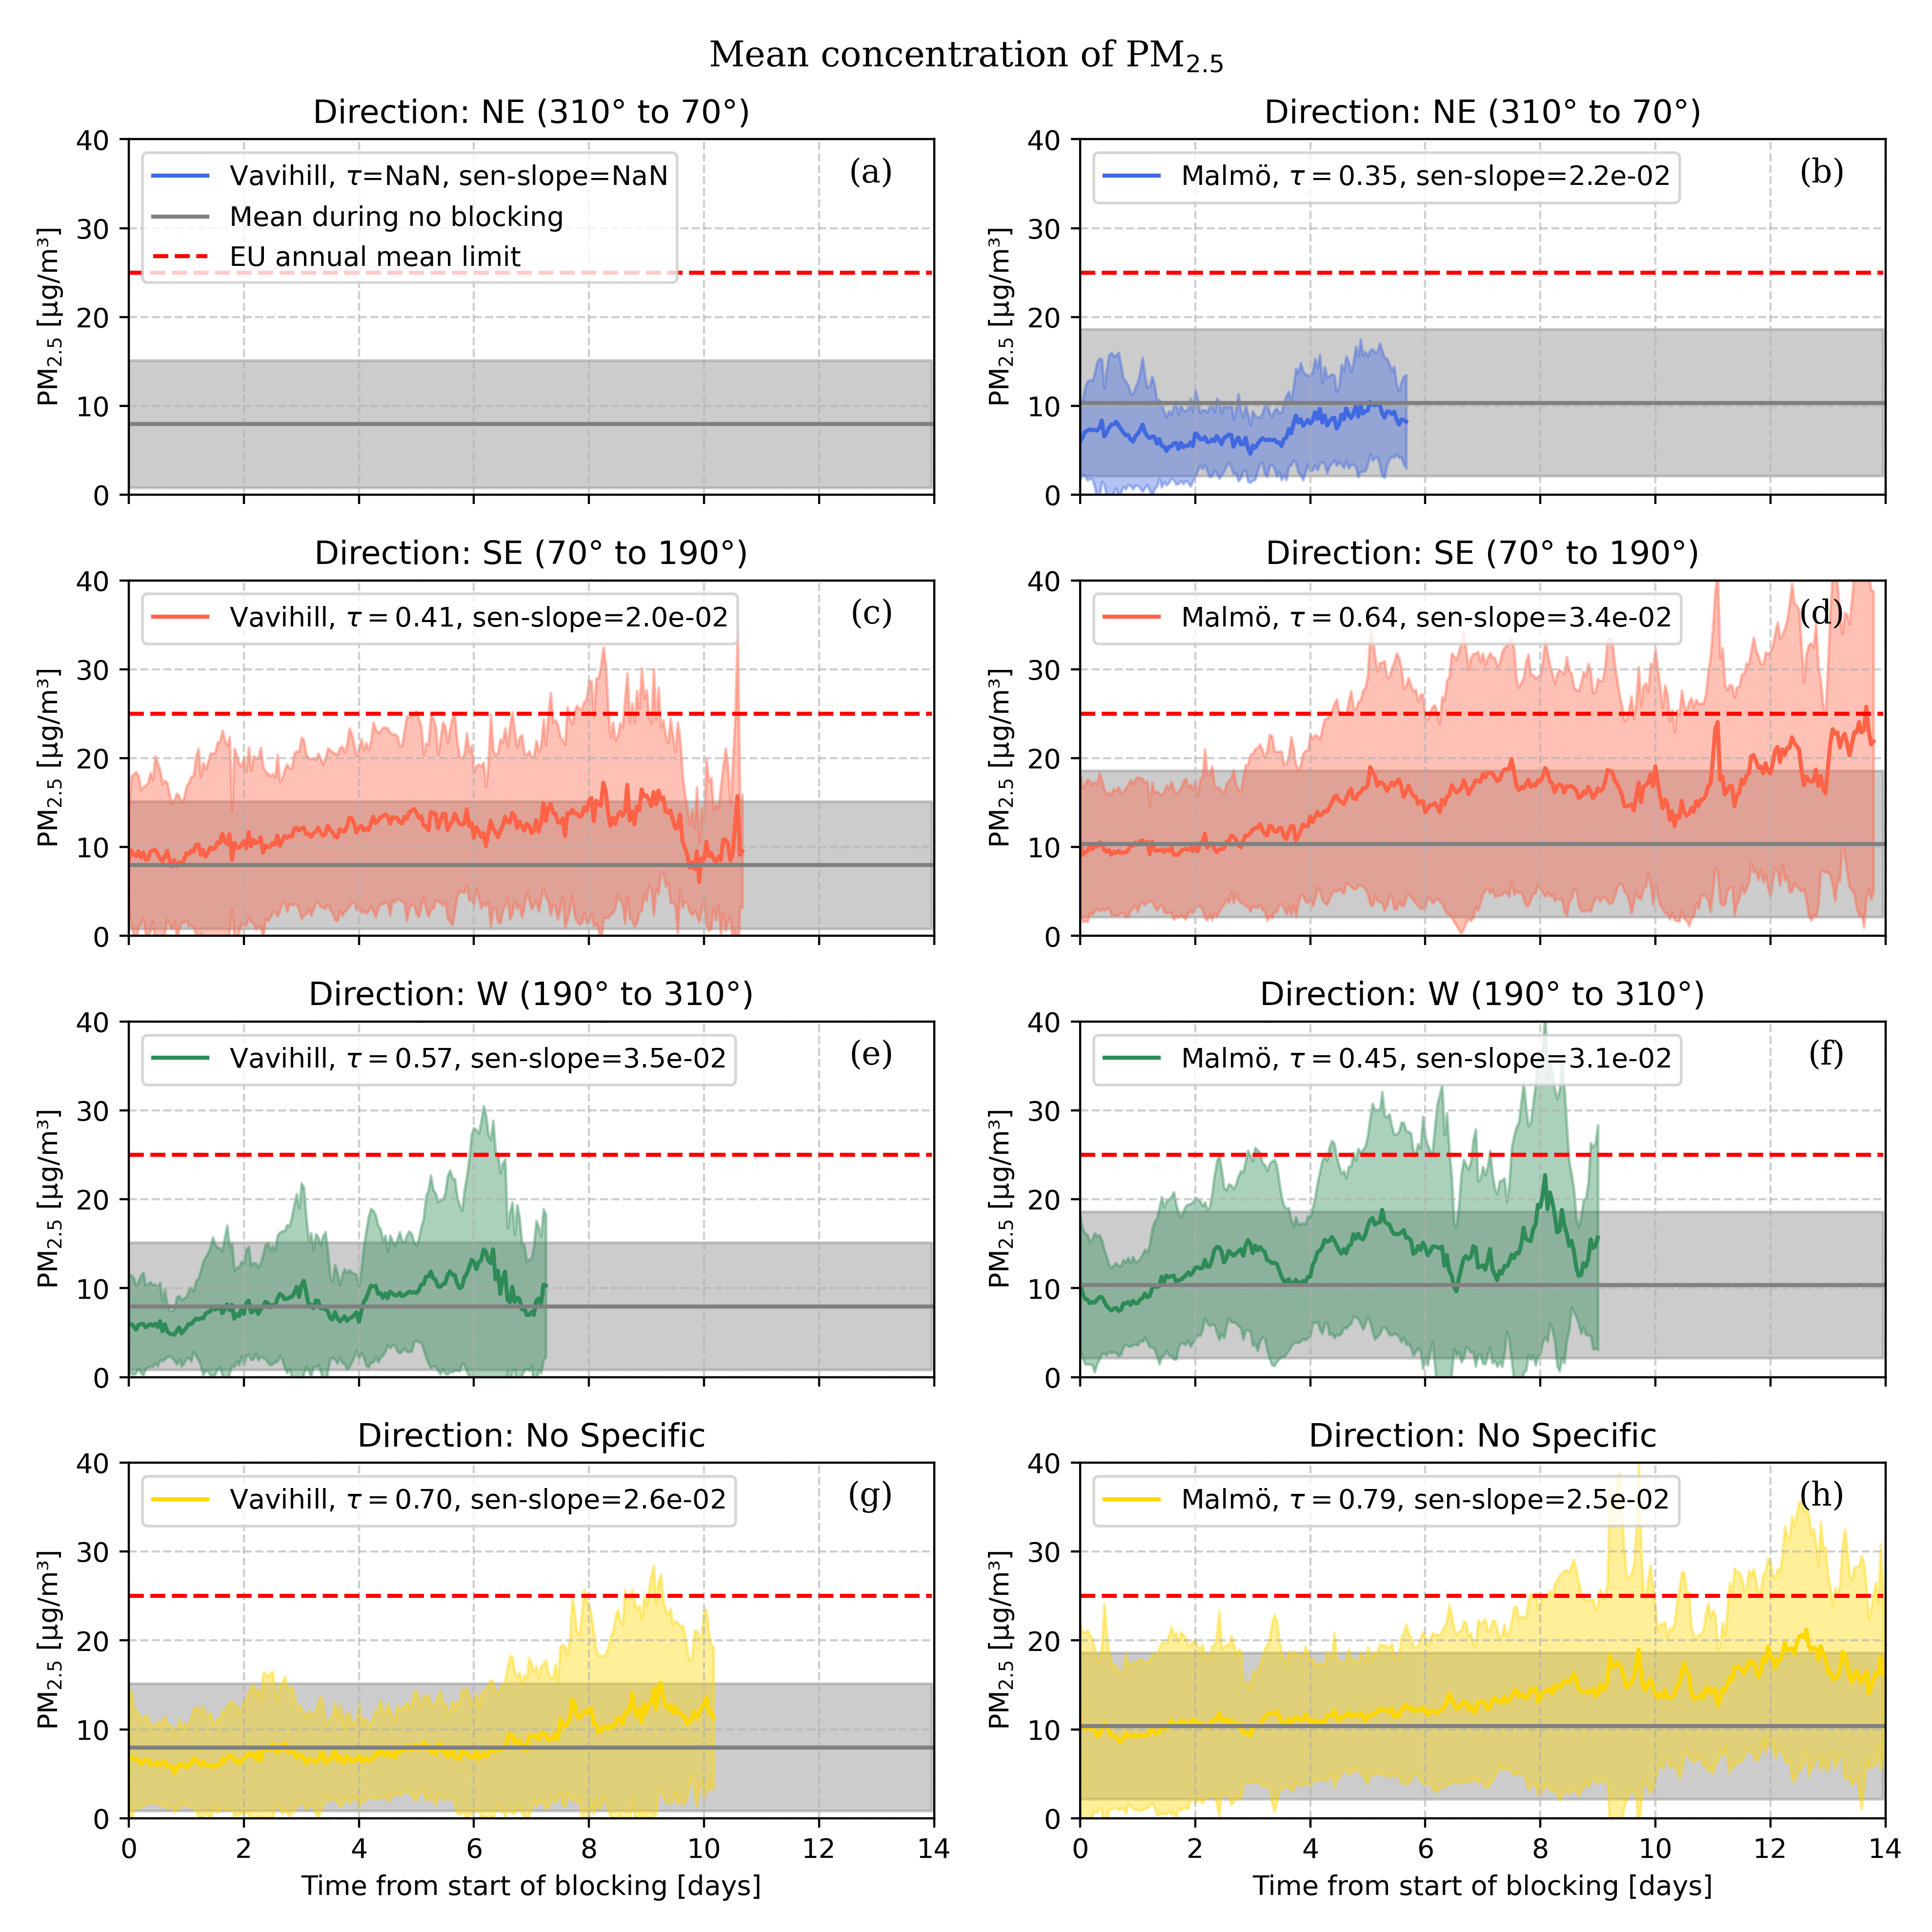 Mean concentration of PM₂.₅
Direction: NE (310° to 70°)
40
30
20
10
0
PM₂.₅ [µg/m³]
Vavihill, τ=NaN, sen-slope=NaN
Mean during no blocking
EU annual mean limit
(a)
Direction: NE (310° to 70°)
40
30
20
10
0
PM₂.₅ [µg/m³]
Malmö, τ = 0.35, sen-slope=2.2e-02
(b)
Direction: SE (70° to 190°)
40
30
20
10
0
PM₂.₅ [µg/m³]
Vavihill, τ = 0.41, sen-slope=2.0e-02
(c)
Direction: SE (70° to 190°)
40
30
20
10
0
PM₂.₅ [µg/m³]
Malmö, τ = 0.64, sen-slope=3.4e-02
(d)
Direction: W (190° to 310°)
40
30
20
10
0
PM₂.₅ [µg/m³]
Vavihill, τ = 0.57, sen-slope=3.5e-02
(e)
Direction: W (190° to 310°)
40
30
20
10
0
PM₂.₅ [µg/m³]
Malmö, τ = 0.45, sen-slope=3.1e-02
(f)
Direction: No Specific
40
30
20
10
0
PM₂.₅ [µg/m³]
Vavihill, τ = 0.70, sen-slope=2.6e-02
(g)
0 2 4 6 8 10 12 14
Time from start of blocking [days]
Direction: No Specific
40
30
20
10
0
PM₂.₅ [µg/m³]
Malmö, τ = 0.79, sen-slope=2.5e-02
(h)
0 2 4 6 8 10 12 14
Time from start of blocking [days]